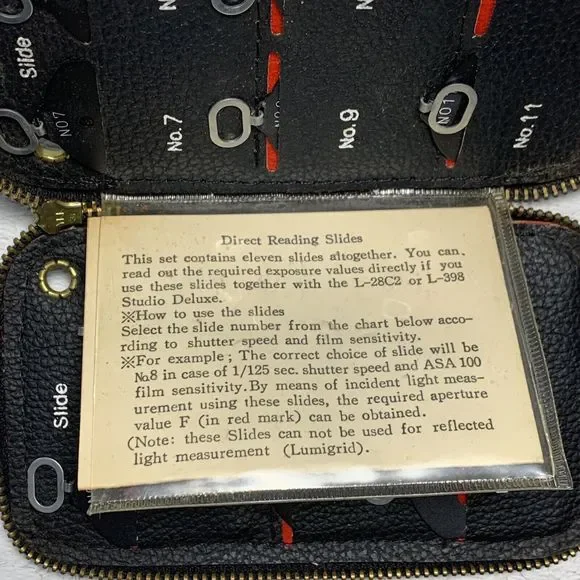 No.
Slide
NO7
No.7
NO9
No.9
NO1
No.11
Direct Reading Slides
This set contains eleven slides altogether. You can
read out the required exposure values directly if you
use these slides together with the L-28C2 or L-398
Studio Deluxe.
※How to use the slides
Select the slide number from the chart below acco-
rding to shutter speed and film sensitivity.
※For example ; The correct choice of slide will be
No.8 in case of 1/125 sec. shutter speed and ASA 100
film sensitivity. By means of incident light meas-
urement using these slides, the required aperture
value F (in red mark) can be obtained.
(Note: these Slides can not be used for reflected
light measurement (Lumigrid).
Slide